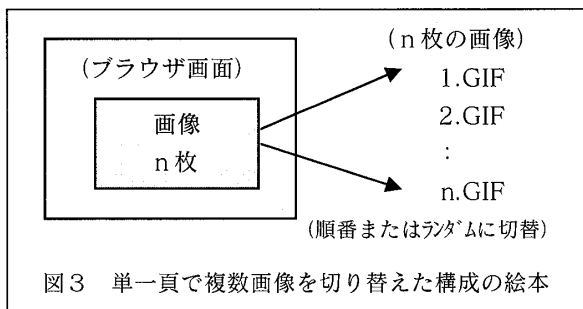 (ブラウザ画面)
画像
n枚
(n枚の画像)
1.GIF
2.GIF
:
n.GIF
(順番またはランダムに切替)
図3 単一頁で複数画像を切り替えた構成の絵本